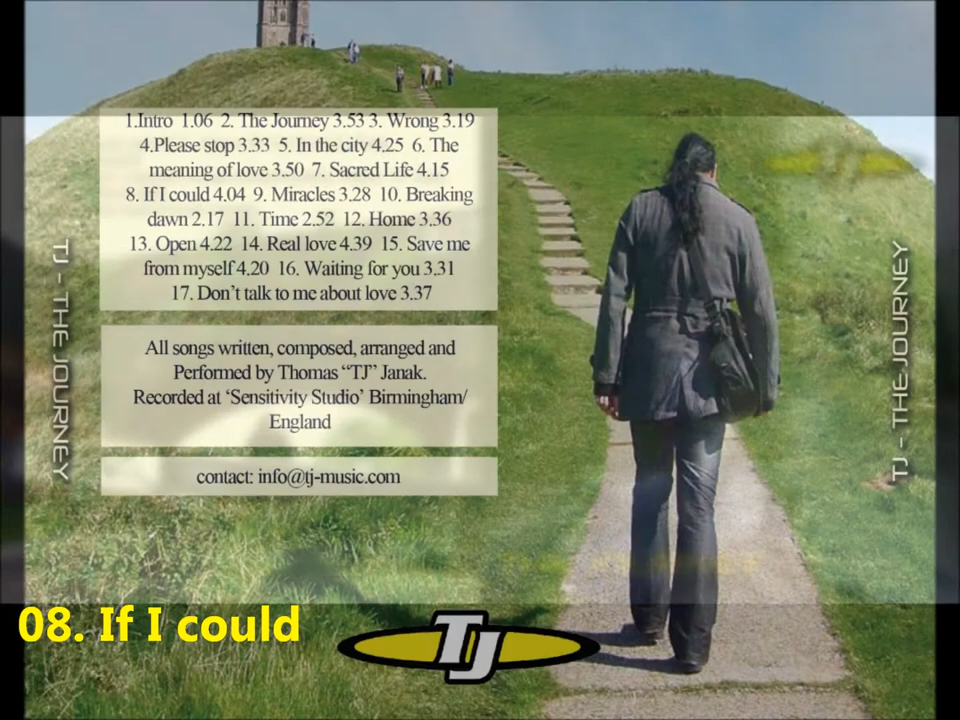 1.Intro 1.06 2. The Journey 3.53 3. Wrong 3.19
4.Please stop 3.33 5. In the city 4.25 6. The
meaning of love 3.50 7. Sacred Life 4.15
8. If I could 4.04 9. Miracles 3.28 10. Breaking
dawn 2.17 11. Time 2.52 12. Home 3.36
13. Open 4.22 14. Real love 4.39 15. Save me
from myself 4.20 16. Waiting for you 3.31
17. Don't talk to me about love 3.37
All songs written, composed, arranged and
Performed by Thomas “TJ” Janak.
Recorded at ‘Sensitivity Studio’ Birmingham/
England
contact: info@tj-music.com
TJ - THE JOURNEY
TJ - THE JOURNEY
08. If I could
TJ